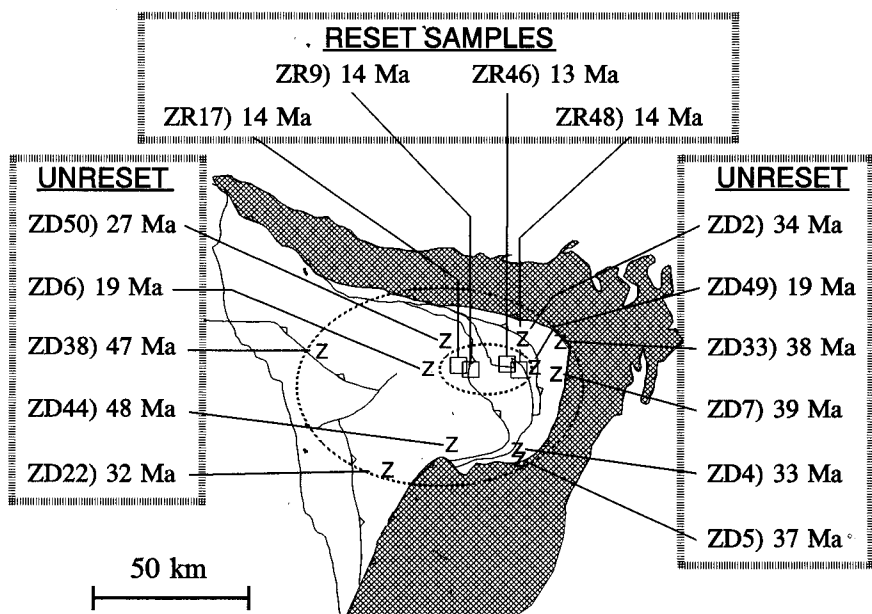 RESET SAMPLES
ZR9) 14 Ma
ZR46) 13 Ma
ZR17) 14 Ma
ZR48) 14 Ma
UNRESET
ZD50) 27 Ma
ZD6) 19 Ma
ZD38) 47 Ma
ZD44) 48 Ma
ZD22) 32 Ma
UNRESET
ZD2) 34 Ma
ZD49) 19 Ma
ZD33) 38 Ma
ZD7) 39 Ma
ZD4) 33 Ma
ZD5) 37 Ma
Z
Z
Z
Z
Z
Z
Z
Z
Z
Z
Z
50 km